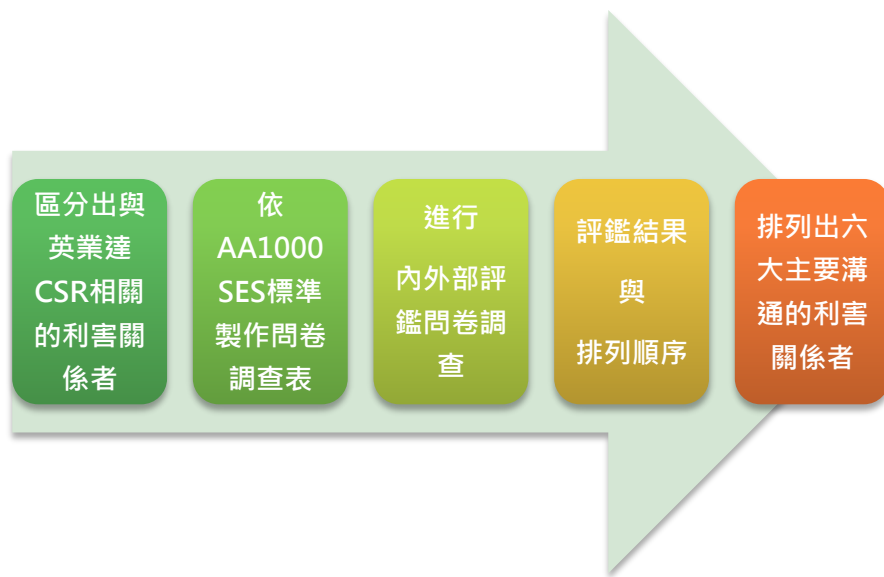 區分出與
英業達
CSR相關
的利害關
係者
依
AA1000
SES標準
製作問卷
調查表
進行
內外部評
鑑問卷調
查
評鑑結果
與
排列順序
排列出六
大主要溝
通的利害
關係者